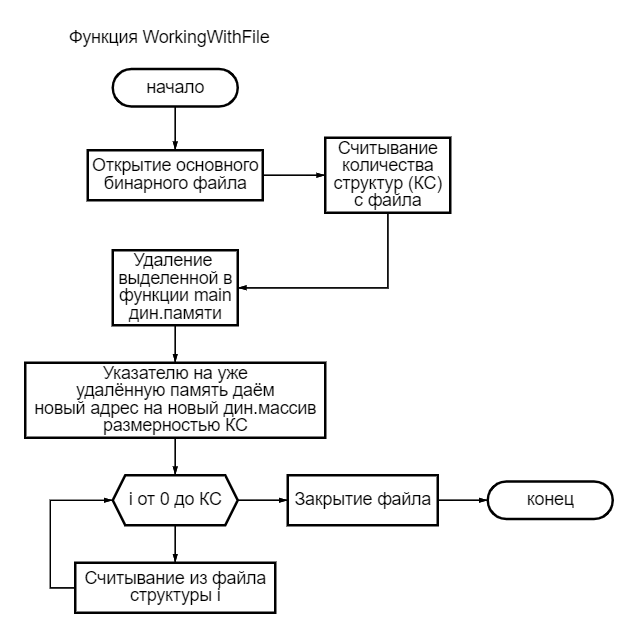 Функция WorkingWithFile
начало
Открытие основного
бинарного файла
Считывание
количества
структур (КС)
с файла
Удаление
выделенной в
функции main
дин.памяти
Указателю на уже
удалённую память даём
новый адрес на новый дин.массив
размерностью КС
i от 0 до КС
Закрытие файла
конец
Считывание из файла
структуры i